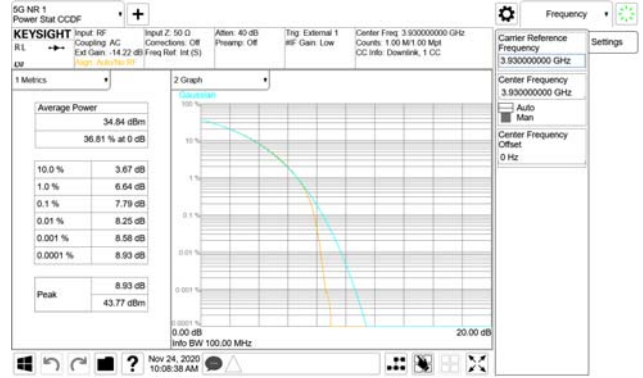 5G NR 1
Power Stat CCDF
+
Frequency
KEYSIGHT
RL
Input: RF
Coupling: AC
Ext Gain: -14.22 dB
Align: Auto/No RF
Input Z: 50 Ω
Corrections: Off
Freq Ref: Int (S)
Atten: 40 dB
Preamp: Off
Trig: External 1
#IF Gain: Low
Center Freq: 3.930000000 GHz
Counts: 1.00 M/1.00 Mpt
CC Info: Downlink, 1 CC
1 Metrics
Average Power
34.84 dBm
36.81 % at 0 dB
10.0 % 3.67 dB
1.0 % 6.64 dB
0.1 % 7.79 dB
0.01 % 8.25 dB
0.001 % 8.58 dB
0.0001 % 8.93 dB
Peak
8.93 dB
43.77 dBm
2 Graph
Gaussian
100 %
10 %
1 %
0.1 %
0.01 %
0.001 %
0.0001 %
0.00 dB
20.00 dB
Info BW 100.00 MHz
Carrier Reference
Frequency
3.930000000 GHz
Center Frequency
3.930000000 GHz
Auto
Man
Center Frequency
Offset
0 Hz
Settings
?
Nov 24, 2020
10:08:38 AM